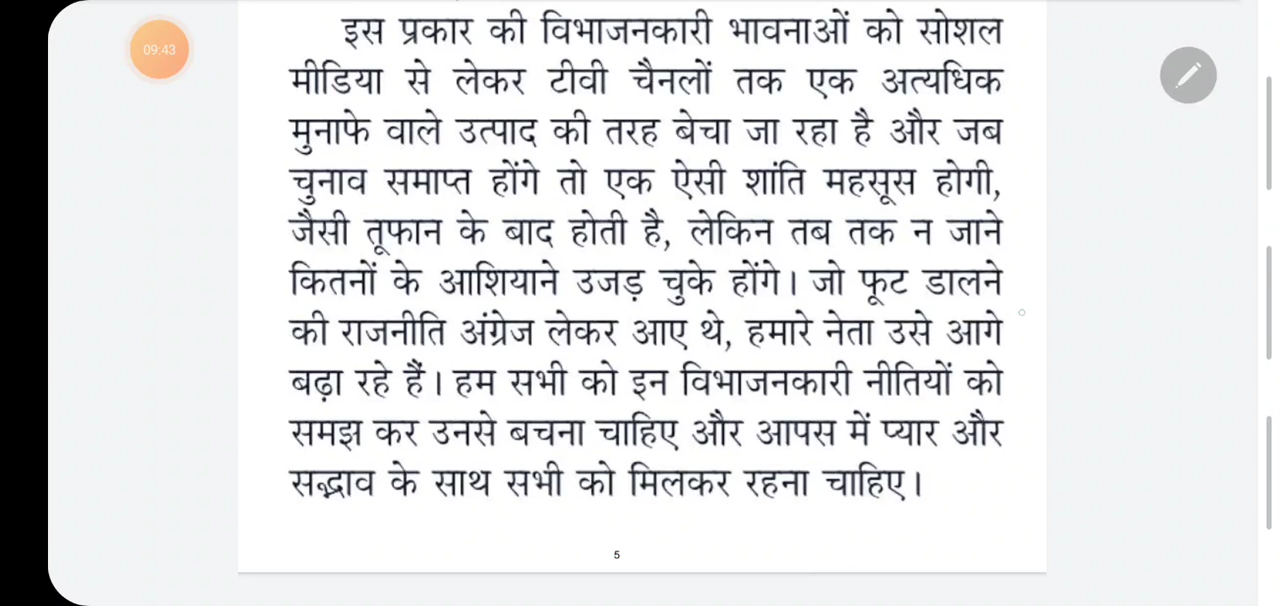 09:43
इस प्रकार की विभाजनकारी भावनाओं को सोशल
मीडिया से लेकर टीवी चैनलों तक एक अत्यधिक
मुनाफे वाले उत्पाद की तरह बेचा जा रहा है और जब
चुनाव समाप्त होंगे तो एक ऐसी शांति महसूस होगी,
जैसी तूफान के बाद होती है, लेकिन तब तक न जाने
कितनों के आशियाने उजड़ चुके होंगे। जो फूट डालने
की राजनीति अंग्रेज लेकर आए थे, हमारे नेता उसे आगे
बढ़ा रहे हैं। हम सभी को इन विभाजनकारी नीतियों को
समझ कर उनसे बचना चाहिए और आपस में प्यार और
सद्भाव के साथ सभी को मिलकर रहना चाहिए।
5